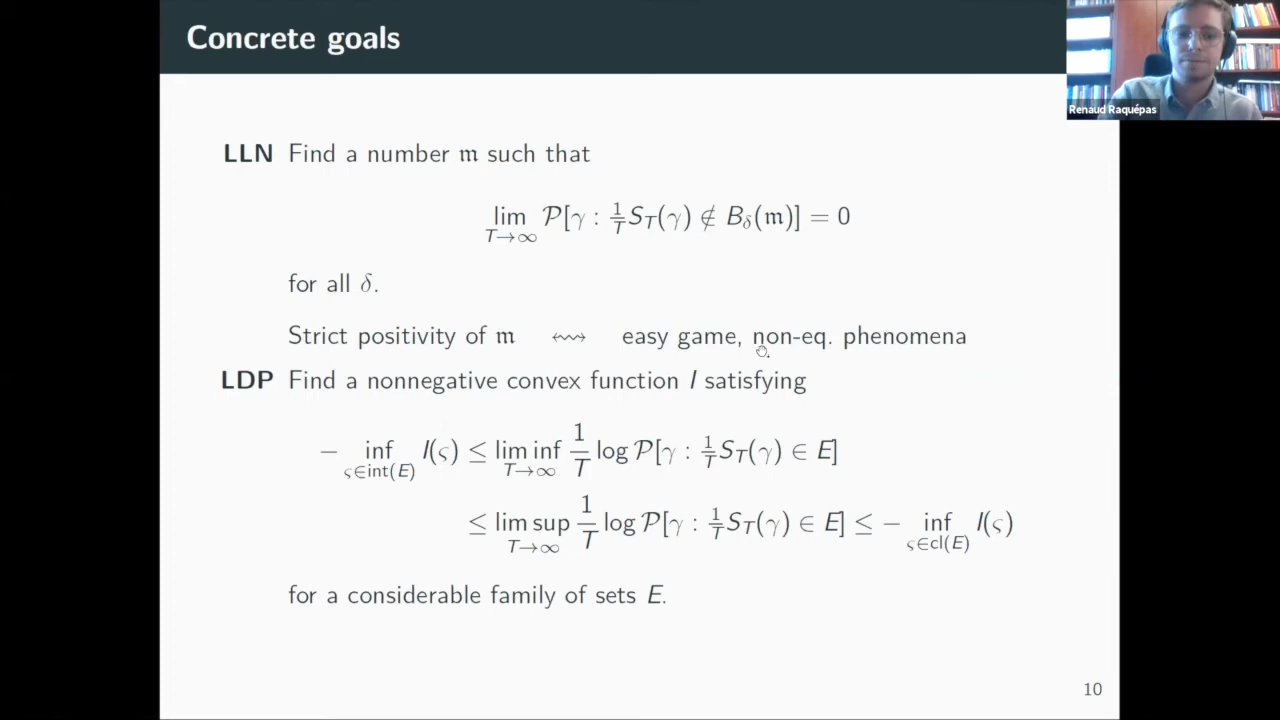 Concrete goals
Renaud Raquépas
LLN Find a number 𝔪 such that
lim_{T→∞} 𝒫[γ : 1/T S_T(γ) ∉ B_δ(𝔪)] = 0
for all δ.
Strict positivity of 𝔪 ↭ easy game, non-eq. phenomena
LDP Find a nonnegative convex function I satisfying
− inf_{ς∈int(E)} I(ς) ≤ lim inf_{T→∞} 1/T log 𝒫[γ : 1/T S_T(γ) ∈ E]
≤ lim sup_{T→∞} 1/T log 𝒫[γ : 1/T S_T(γ) ∈ E] ≤ − inf_{ς∈cl(E)} I(ς)
for a considerable family of sets E.
10